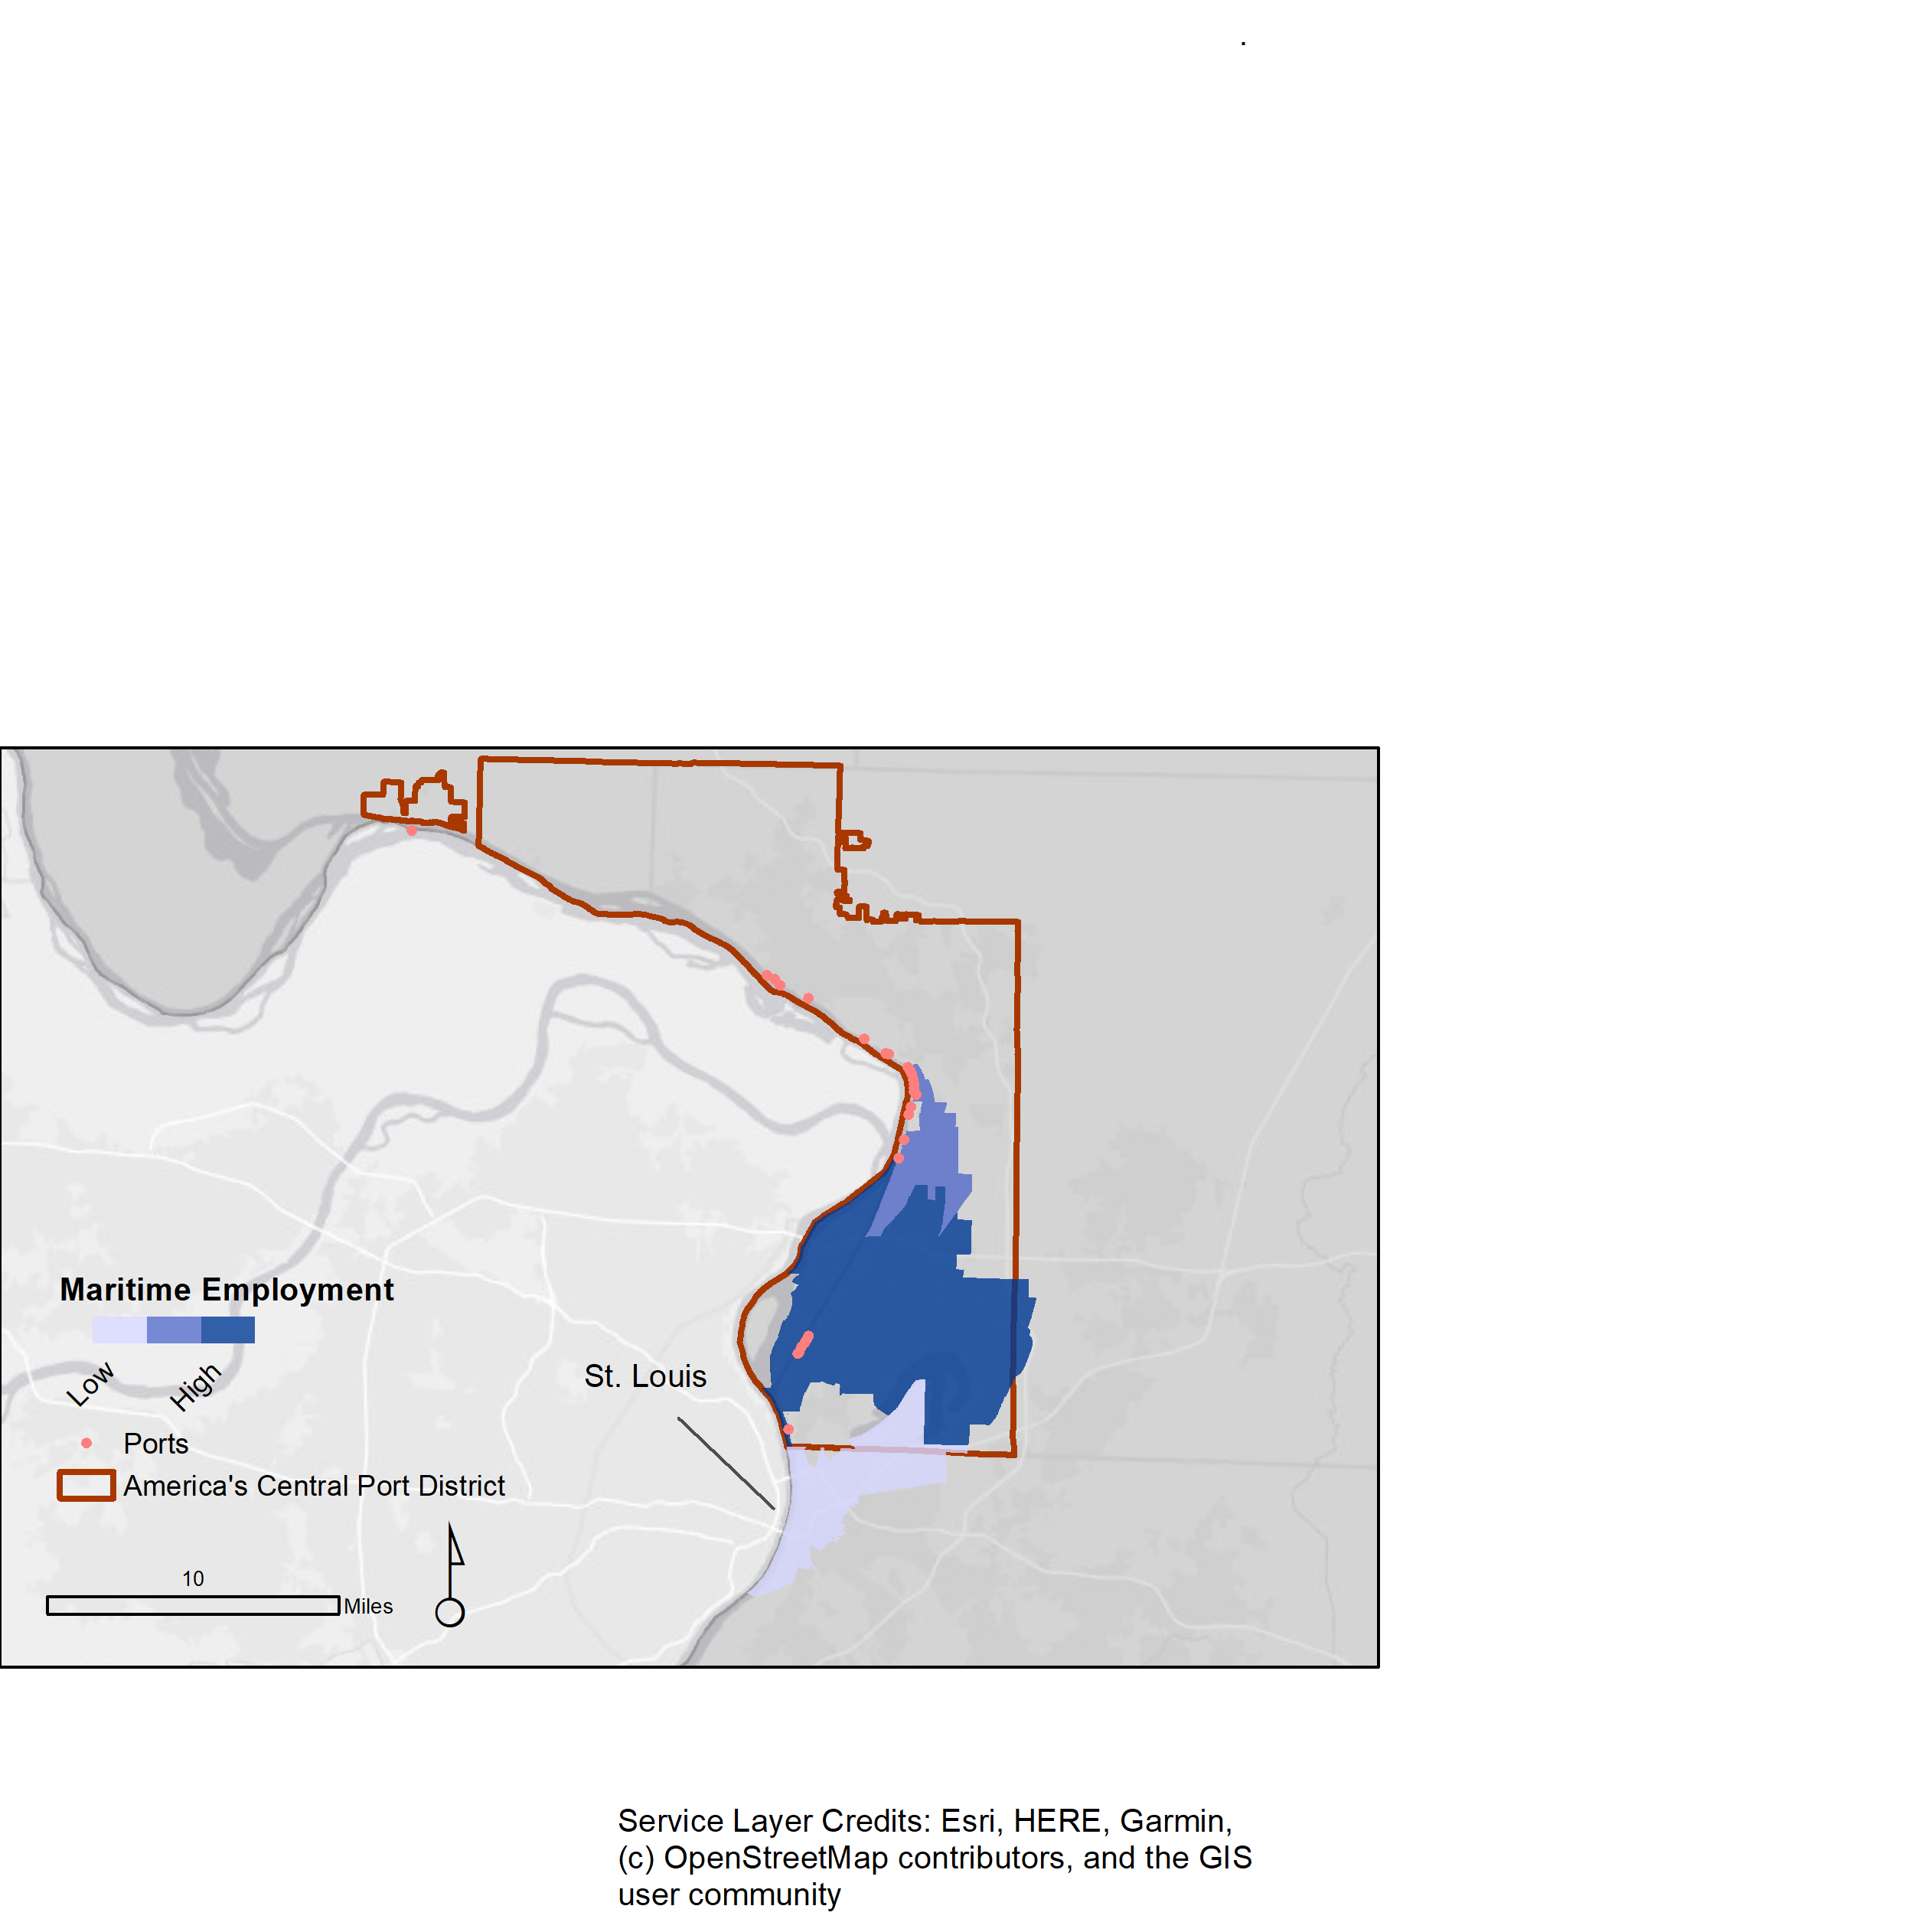 Maritime Employment
Low
High
St. Louis
Ports
America's Central Port District
10
Miles
Service Layer Credits: Esri, HERE, Garmin,
(c) OpenStreetMap contributors, and the GIS
user community